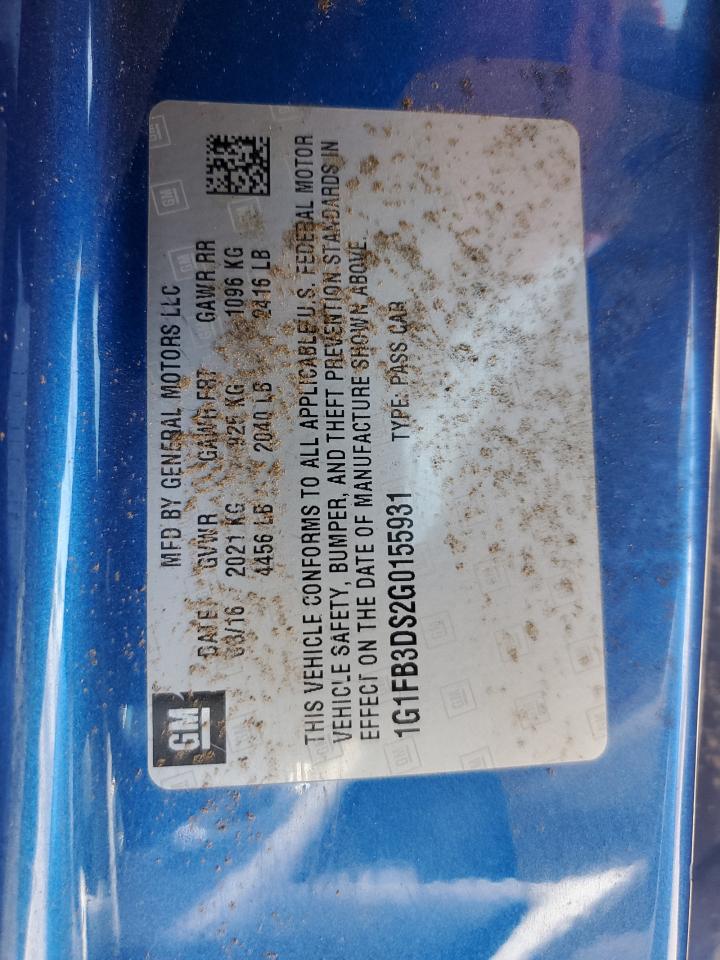 GM
MFD BY GENERAL MOTORS LLC
DATE GVWR GAWR FRT GAWR RR
03/16 2021 KG 925 KG 1096 KG
4456 LB 2040 LB 2416 LB
THIS VEHICLE CONFORMS TO ALL APPLICABLE U.S. FEDERAL MOTOR
VEHICLE SAFETY, BUMPER, AND THEFT PREVENTION STANDARDS IN
EFFECT ON THE DATE OF MANUFACTURE SHOWN ABOVE.
1G1FB3DS2G0155931 TYPE: PASS CAR